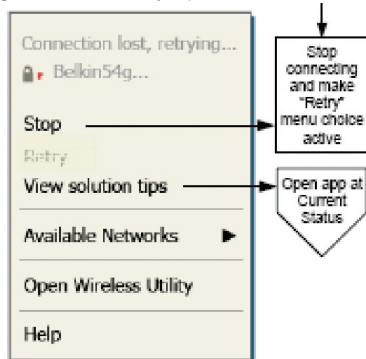 Connection lost, retrying...
Belkin54g...
Stop
Retry
View solution tips
Available Networks
Open Wireless Utility
Help
Stop
connecting
and make
"Retry"
menu choice
active
Open app at
Current
Status